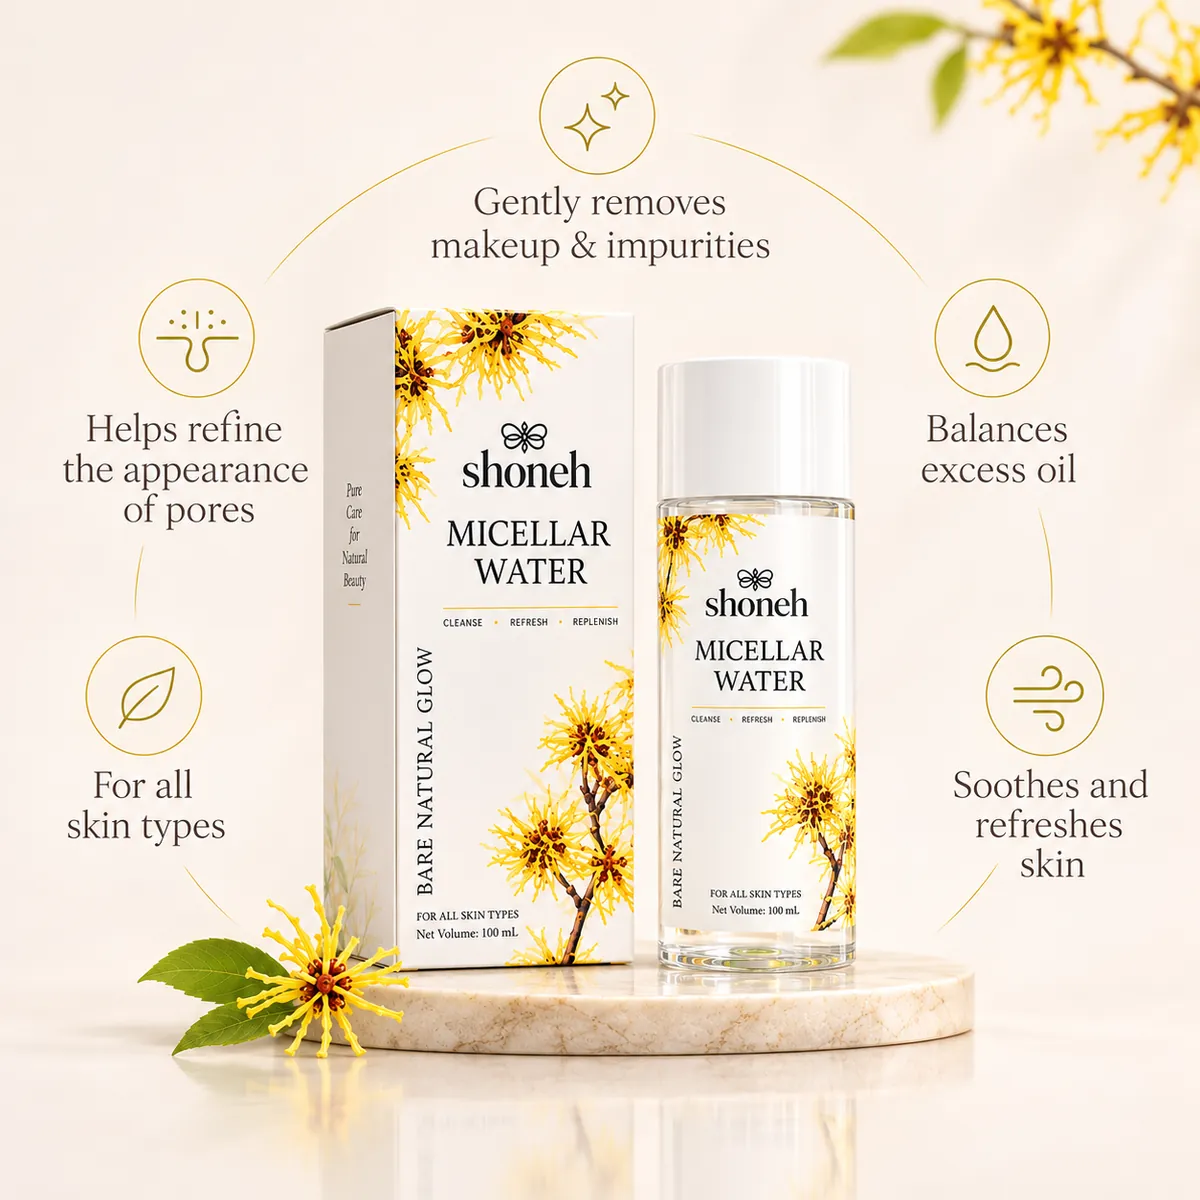 Gently removes
makeup & impurities
Helps refine
the appearance
of pores
Balances
excess oil
For all
skin types
Soothes and
refreshes
skin
Pure
Care
for
Natural
Beauty
shoneh
MICELLAR
WATER
CLEANSE • REFRESH • REPLENISH
BARE NATURAL GLOW
FOR ALL SKIN TYPES
Net Volume: 100 mL
shoneh
MICELLAR
WATER
CLEANSE • REFRESH • REPLENISH
BARE NATURAL GLOW
FOR ALL SKIN TYPES
Net Volume: 100 mL